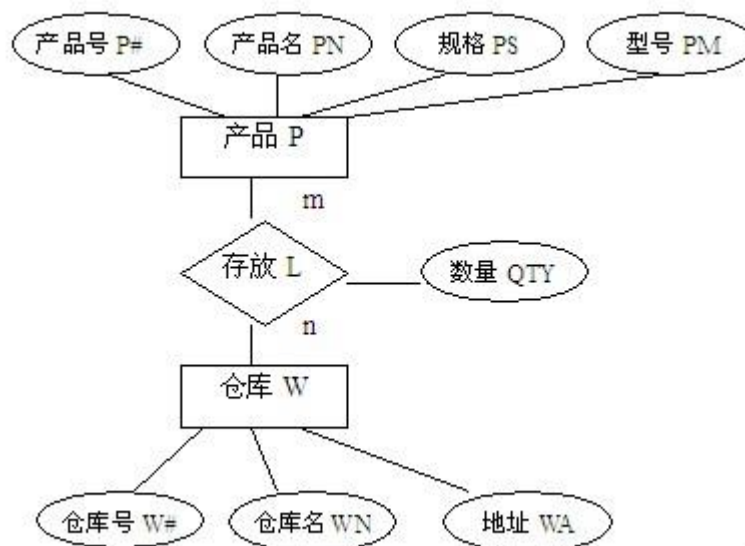 产品号 P#
产品名 PN
规格 PS
型号 PM
产品 P
m
存放 L
数量 QTY
n
仓库 W
仓库号 W#
仓库名 WN
地址 WA